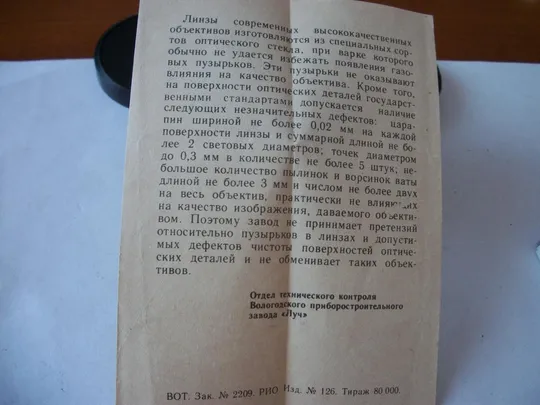 Линзы современных высококачественных
объективов изготовляются из специальных сор-
тов оптического стекла, при варке которого
обычно не удается избежать появления газо-
вых пузырьков. Эти пузырьки не оказывают
влияния на качество объектива. Кроме того,
на поверхности оптических деталей государст-
венными стандартами допускается наличие
следующих незначительных дефектов: цара-
пин шириной не более 0,02 мм на каждой
поверхности линзы и суммарной длиной не бо-
лее 2 световых диаметров; точек диаметром
до 0,3 мм в количестве не более 5 штук; не-
большое количество пылинок и ворсинок ваты
длиной не более 3 мм и числом не более двух
на весь объектив, практически не влияющих
на качество изображения, даваемого объекти-
вом. Поэтому завод не принимает претензий
относительно пузырьков в линзах и допусти-
мых дефектов чистоты поверхностей оптиче-
ских деталей и не обменивает таких объек-
тивов.
Отдел технического контроля
Вологодского приборостроительного
завода «Луч»
ВОТ. Зак. № 2209. РИО Изд. № 126. Тираж 80 000.